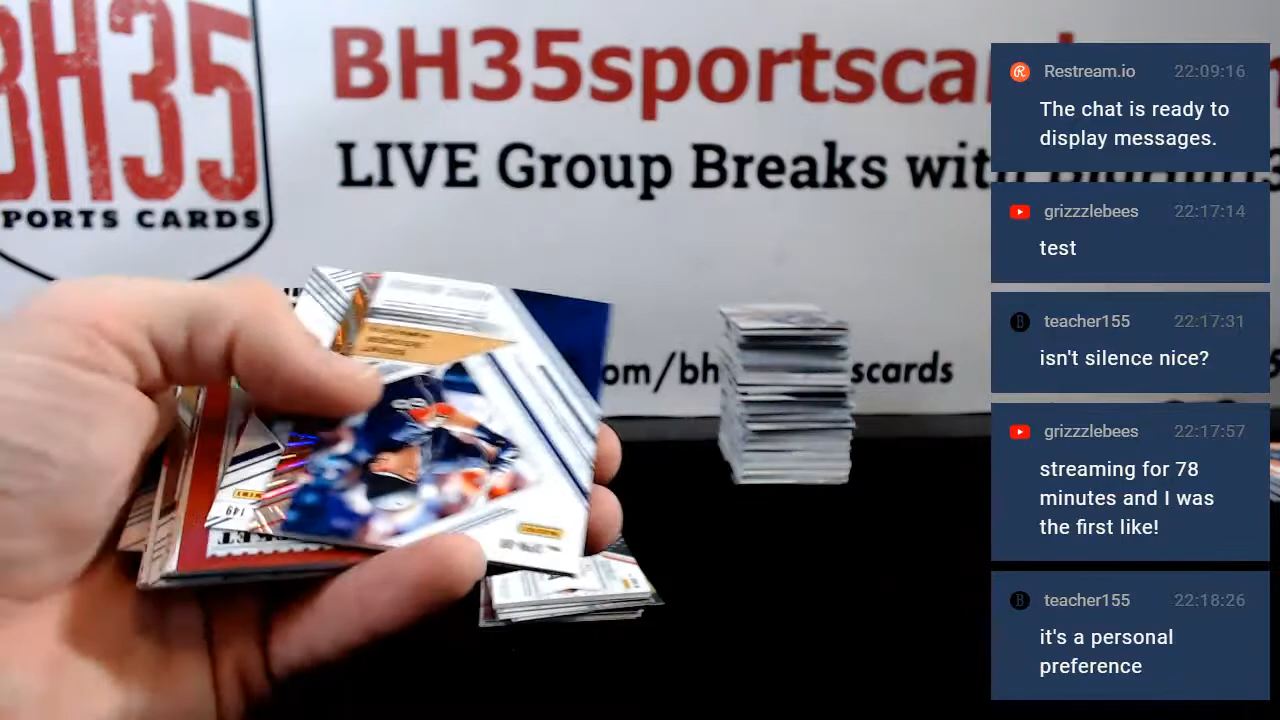 BH35
PORTS CARDS
BH35sportsca
LIVE Group Breaks wit
om/bh
scards
149
Restream.io 22:09:16
The chat is ready to
display messages.
grizzzlebees 22:17:14
test
teacher155 22:17:31
isn't silence nice?
grizzzlebees 22:17:57
streaming for 78
minutes and I was
the first like!
teacher155 22:18:26
it's a personal
preference